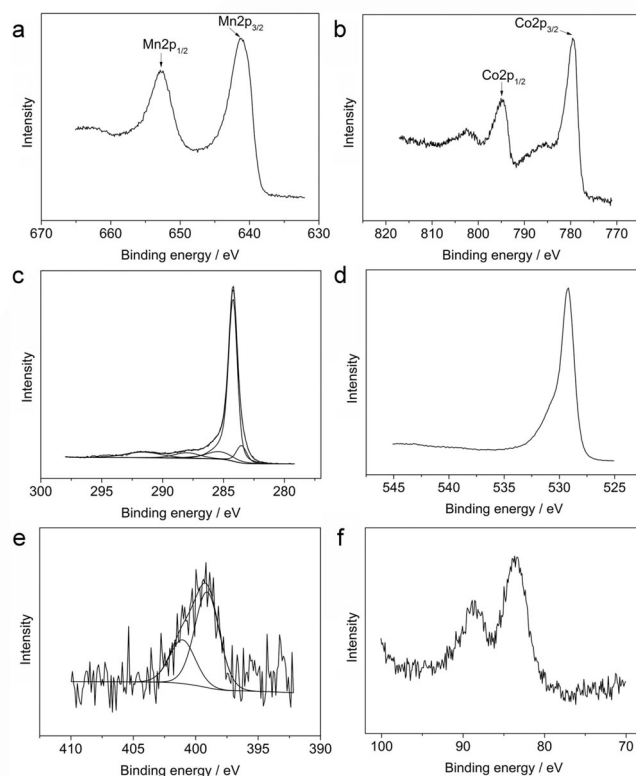 a
Mn2p1/2
Mn2p3/2
Intensity
670 660 650 640 630
Binding energy / eV
b
Co2p3/2
Co2p1/2
Intensity
820 810 800 790 780 770
Binding energy / eV
c
Intensity
300 295 290 285 280
Binding energy / eV
d
Intensity
545 540 535 530 525
Binding energy / eV
e
Intensity
410 405 400 395 390
Binding energy / eV
f
Intensity
100 90 80 70
Binding energy / eV